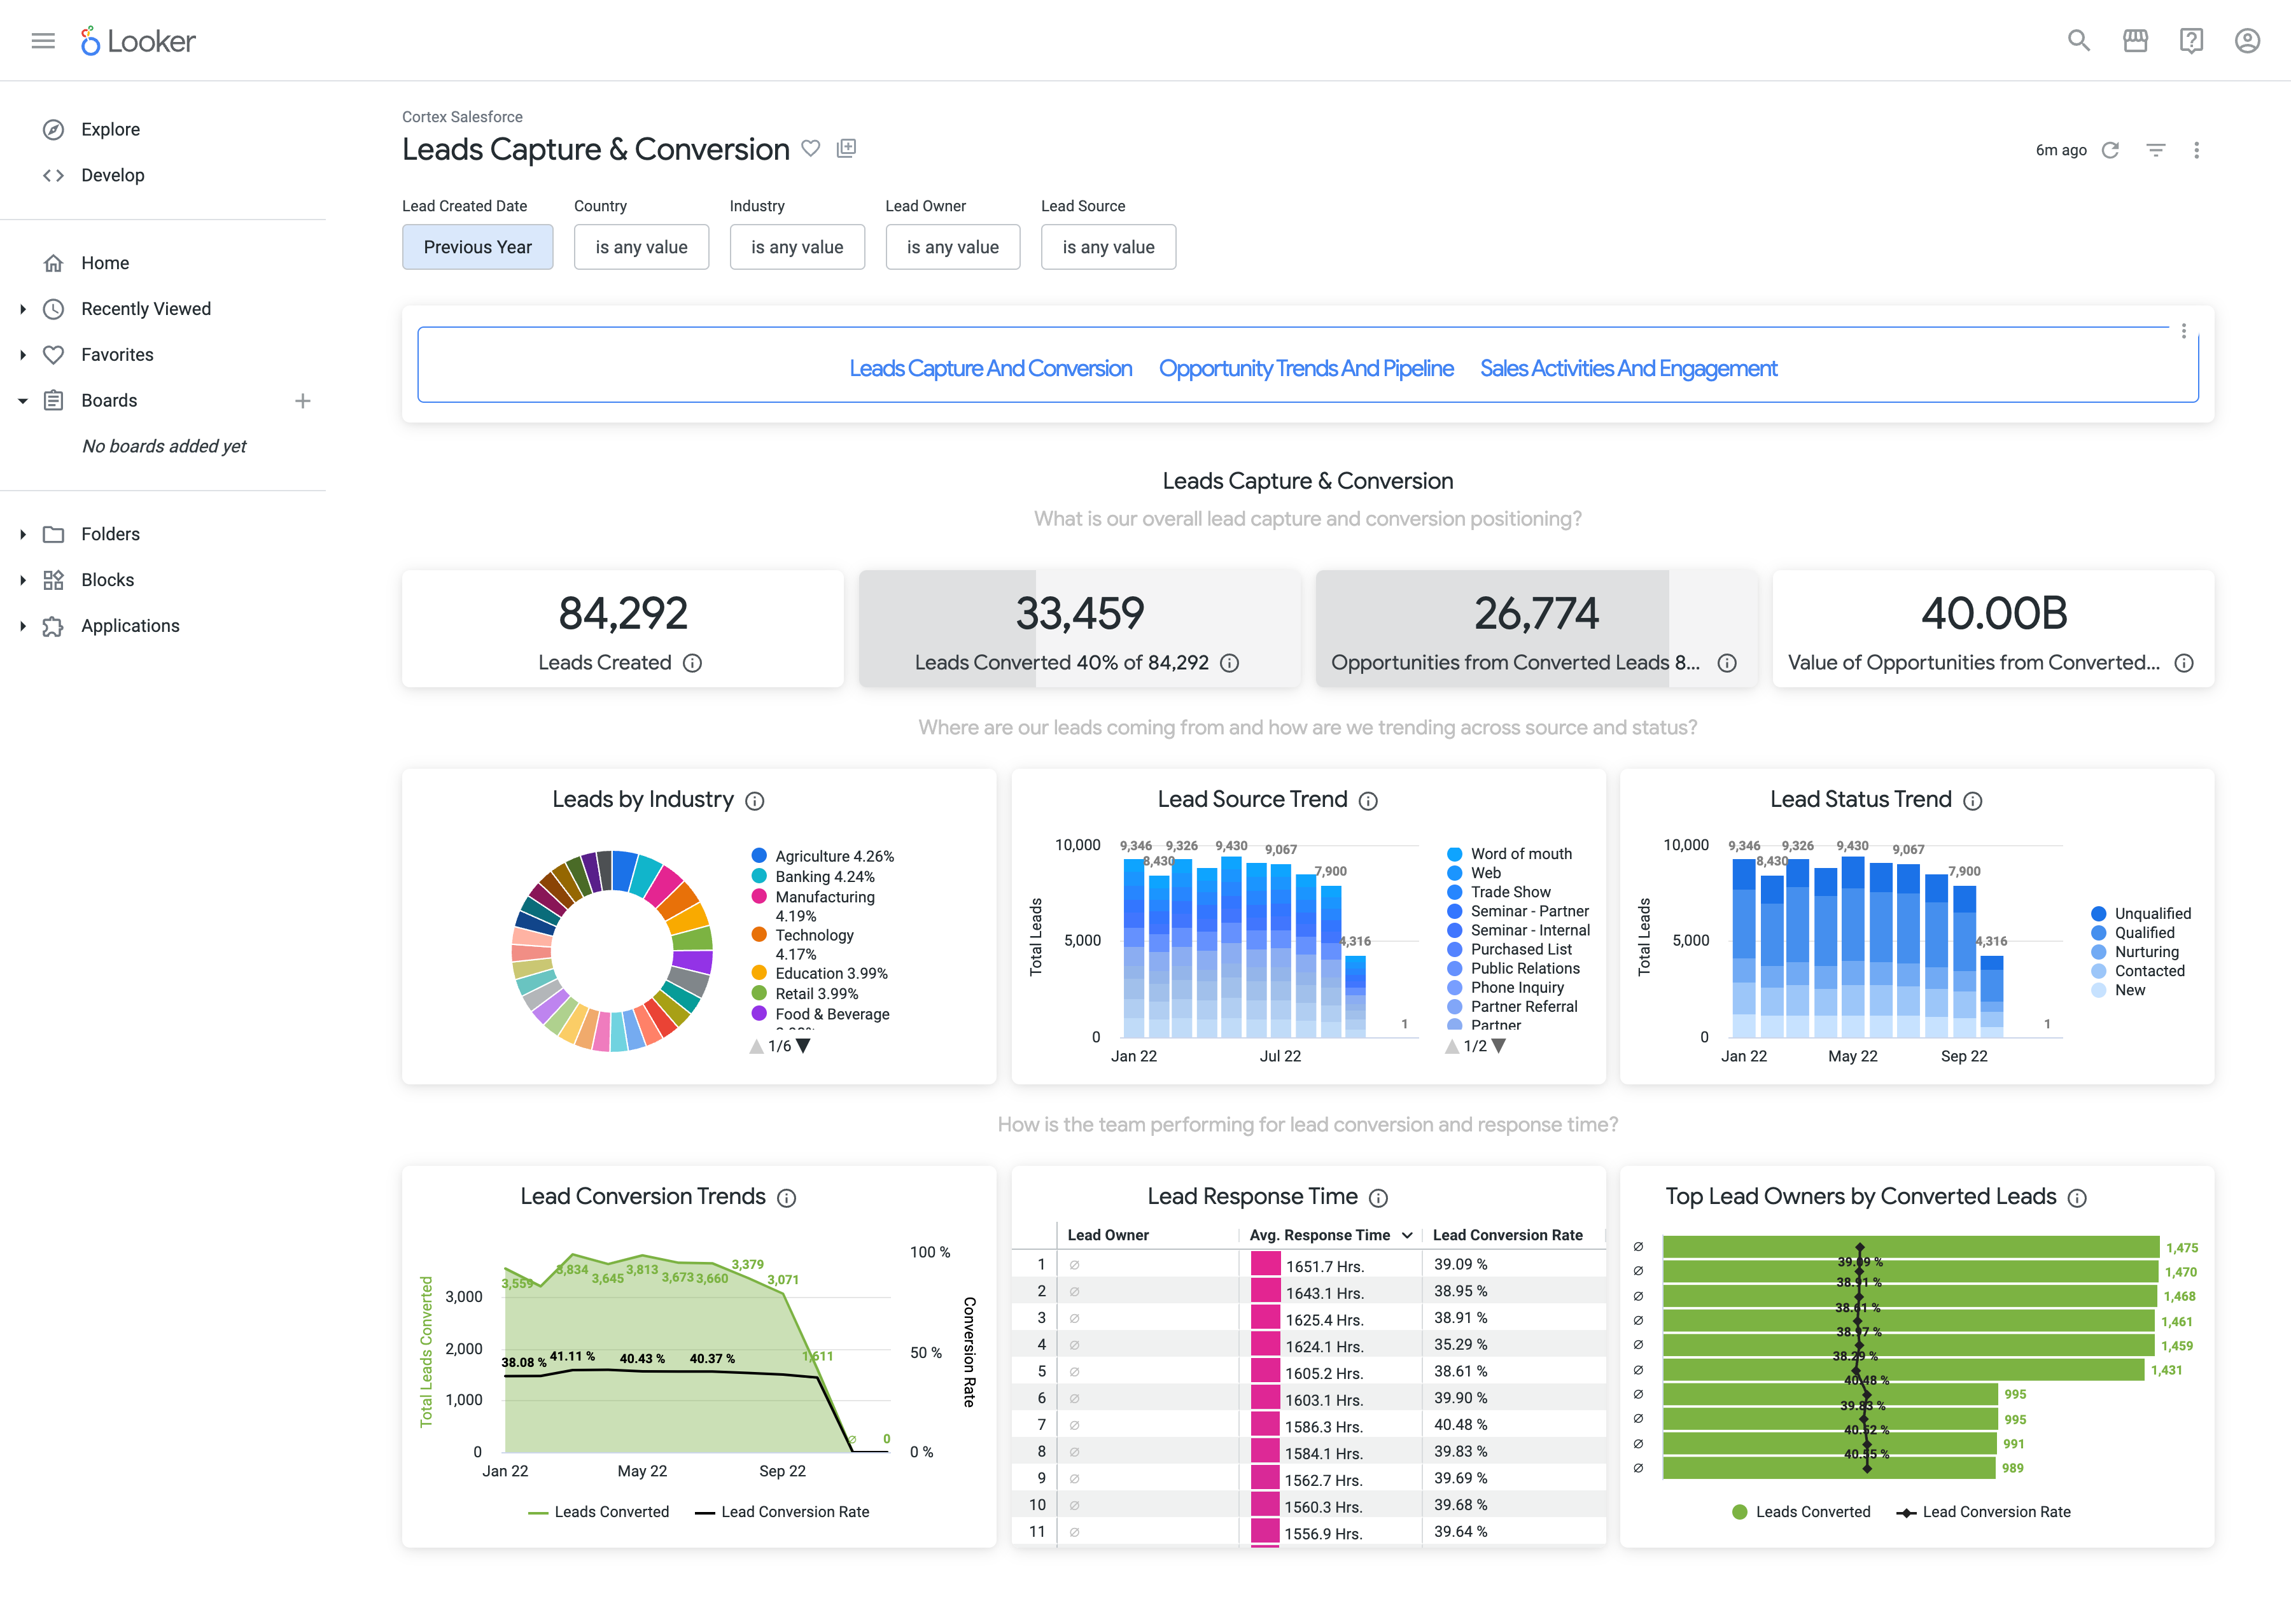 Looker
Explore
Develop
Home
Recently Viewed
Favorites
Boards
No boards added yet
Folders
Blocks
Applications
Cortex Salesforce
Leads Capture & Conversion
6m ago
Lead Created Date
Country
Industry
Lead Owner
Lead Source
Previous Year
is any value
is any value
is any value
is any value
Leads Capture And Conversion
Opportunity Trends And Pipeline
Sales Activities And Engagement
Leads Capture & Conversion
What is our overall lead capture and conversion positioning?
84,292
Leads Created
33,459
Leads Converted 40% of 84,292
26,774
Opportunities from Converted Leads 8...
40.00B
Value of Opportunities from Converted...
Where are our leads coming from and how are we trending across source and status?
Leads by Industry
Agriculture 4.26%
Banking 4.24%
Manufacturing
4.19%
Technology
4.17%
Education 3.99%
Retail 3.99%
Food & Beverage
1/6
Lead Source Trend
Total Leads
10,000
5,000
0
9,346
8,430
9,326
9,430
9,067
7,900
4,316
1
Jan 22
Jul 22
Word of mouth
Web
Trade Show
Seminar - Partner
Seminar - Internal
Purchased List
Public Relations
Phone Inquiry
Partner Referral
Partner
1/2
Lead Status Trend
Total Leads
10,000
5,000
0
9,346
8,430
9,326
9,430
9,067
7,900
4,316
1
Jan 22
May 22
Sep 22
Unqualified
Qualified
Nurturing
Contacted
New
How is the team performing for lead conversion and response time?
Lead Conversion Trends
Total Leads Converted
3,000
2,000
1,000
0
3,559
3,834
3,645
3,813
3,673
3,660
3,379
3,071
1,611
∅
0
38.08 %
41.11 %
40.43 %
40.37 %
100 %
50 %
0 %
Conversion Rate
Jan 22
May 22
Sep 22
Leads Converted
Lead Conversion Rate
Lead Response Time
Lead Owner Avg. Response Time Lead Conversion Rate
1 ∅ 1651.7 Hrs. 39.09 %
2 ∅ 1643.1 Hrs. 38.95 %
3 ∅ 1625.4 Hrs. 38.91 %
4 ∅ 1624.1 Hrs. 35.29 %
5 ∅ 1605.2 Hrs. 38.61 %
6 ∅ 1603.1 Hrs. 39.90 %
7 ∅ 1586.3 Hrs. 40.48 %
8 ∅ 1584.1 Hrs. 39.83 %
9 ∅ 1562.7 Hrs. 39.69 %
10 ∅ 1560.3 Hrs. 39.68 %
11 ∅ 1556.9 Hrs. 39.64 %
Top Lead Owners by Converted Leads
∅ 1,475
39.09 %
∅ 1,470
38.91 %
∅ 1,468
38.61 %
∅ 1,461
38.97 %
∅ 1,459
38.29 %
∅ 1,431
40.48 %
∅ 995
39.83 %
∅ 995
40.52 %
∅ 991
40.55 %
∅ 989
Leads Converted
Lead Conversion Rate